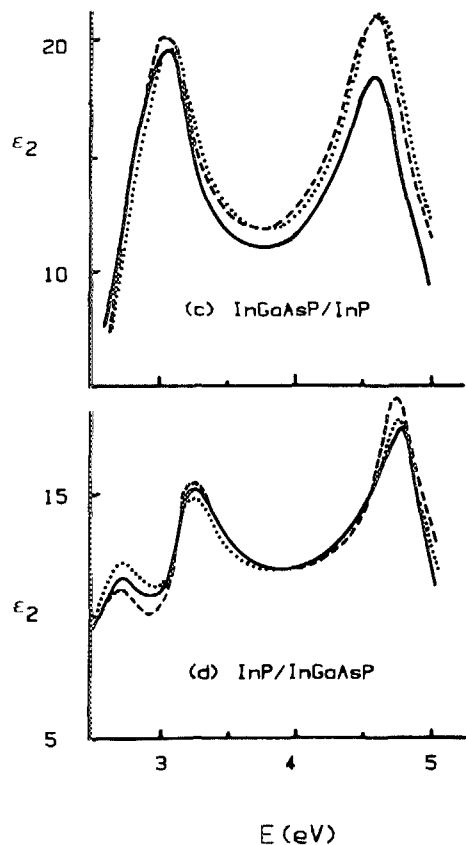 20
ε2
10
(c) InGaAsP/InP
15
ε2
(d) InP/InGaAsP
5
3 4 5
E (eV)